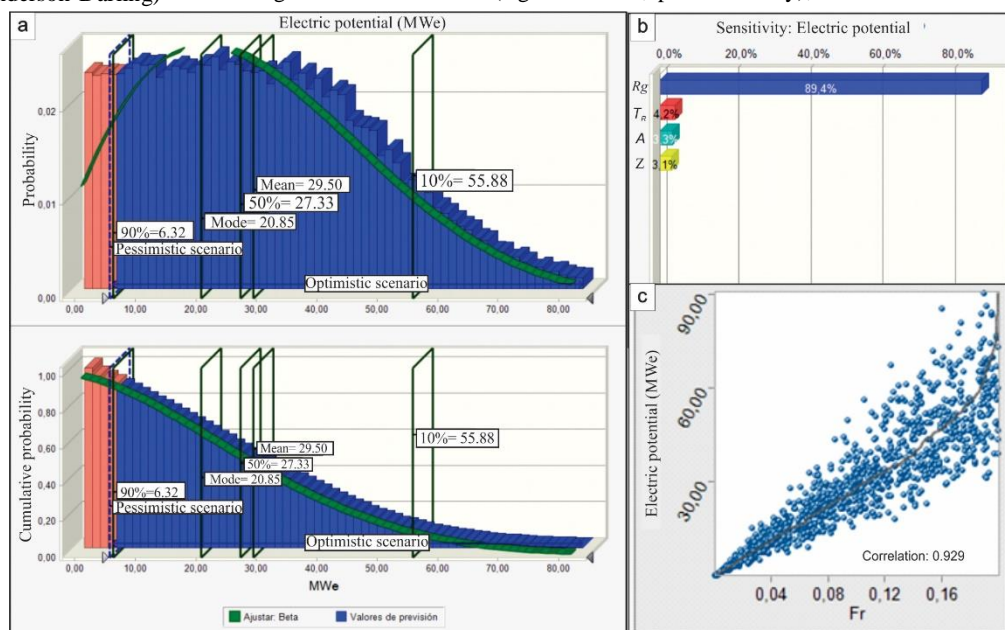 a
Electric potential (MWe)
Probability
0,02
0,01
0,00
Mean= 29.50
10%= 55.88
50%= 27.33
Mode= 20.85
90%=6.32
Pessimistic scenario
Optimistic scenario
0,00 10,00 20,00 30,00 40,00 50,00 60,00 70,00 80,00
Cumulative probability
1,00
0,80
0,60
0,40
0,20
0,00
Mean= 29.50
10%= 55.88
50%= 27.33
Mode= 20.85
90%=6.32
Pessimistic scenario
Optimistic scenario
0,00 10,00 20,00 30,00 40,00 50,00 60,00 70,00 80,00
MWe
Ajustar: Beta
Valores de previsión
b
Sensitivity: Electric potential
0,0% 20,0% 40,0% 60,0% 80,0%
Rg 89,4%
4,2%
A 3,3%
Z 3,1%
c
Electric potential (MWe)
90,00
60,00
30,00
Correlation: 0.929
0,04 0,08 0,12 0,16
Fr